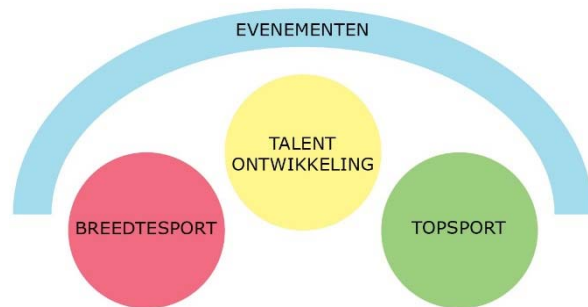 EVENEMENTEN
TALENT
ONTWIKKELING
BREEDTESPORT
TOPSPORT